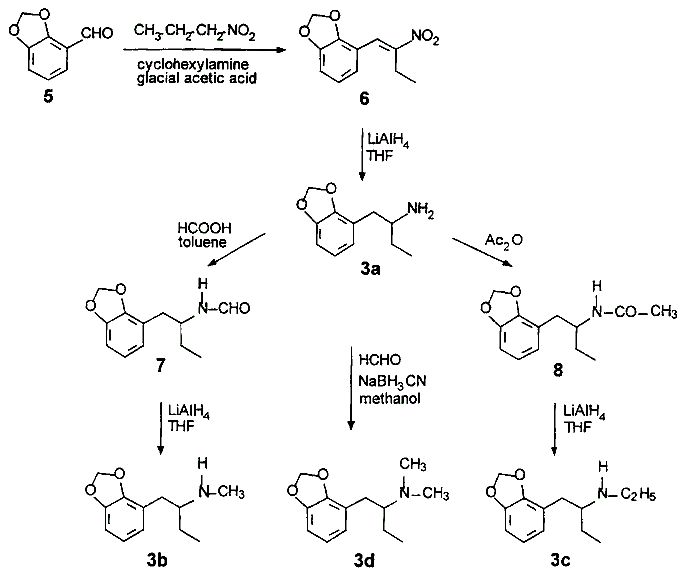 O
O
CHO
5
CH₃-CH₂-CH₂-NO₂
cyclohexylamine
glacial acetic acid
O
O
NO₂
6
LiAlH₄
THF
O
O
NH₂
3a
HCOOH
toluene
Ac₂O
O
O
H
N-CHO
7
HCHO
NaBH₃CN
methanol
O
O
H
N-CO-CH₃
8
LiAlH₄
THF
LiAlH₄
THF
O
O
H
N-CH₃
3b
O
O
CH₃
N-CH₃
3d
O
O
H
N-C₂H₅
3c